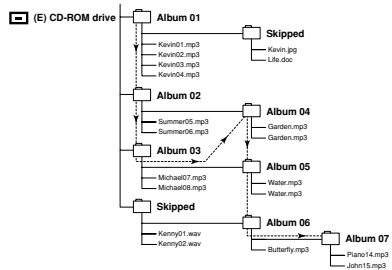 (E) CD-ROM drive
Album 01
Kevin01.mp3
Kevin02.mp3
Kevin03.mp3
Kevin04.mp3
Skipped
Kevin.jpg
Life.doc
Album 02
Summer05.mp3
Summer06.mp3
Album 04
Garden.mp3
Garden.mp3
Album 03
Michael07.mp3
Michael08.mp3
Album 05
Water.mp3
Water.mp3
Skipped
Kenny01.wav
Kenny02.wav
Album 06
Butterfly.mp3
Album 07
Piano14.mp3
John15.mp3